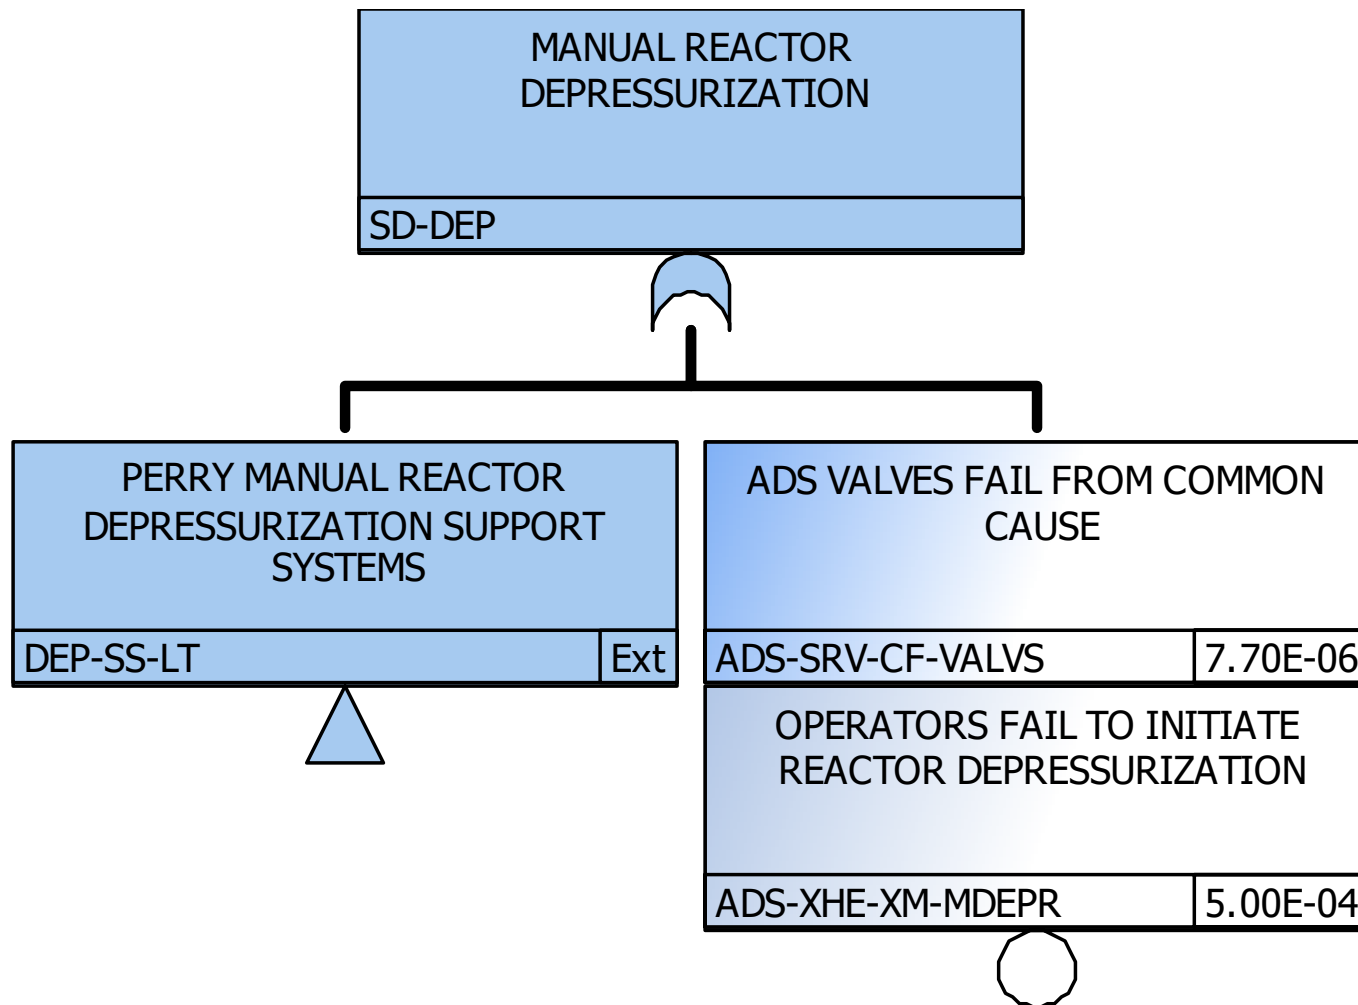 MANUAL REACTOR
DEPRESSURIZATION
SD-DEP
PERRY MANUAL REACTOR
DEPRESSURIZATION SUPPORT
SYSTEMS
DEP-SS-LT Ext
ADS VALVES FAIL FROM COMMON
CAUSE
ADS-SRV-CF-VALVS 7.70E-06
OPERATORS FAIL TO INITIATE
REACTOR DEPRESSURIZATION
ADS-XHE-XM-MDEPR 5.00E-04